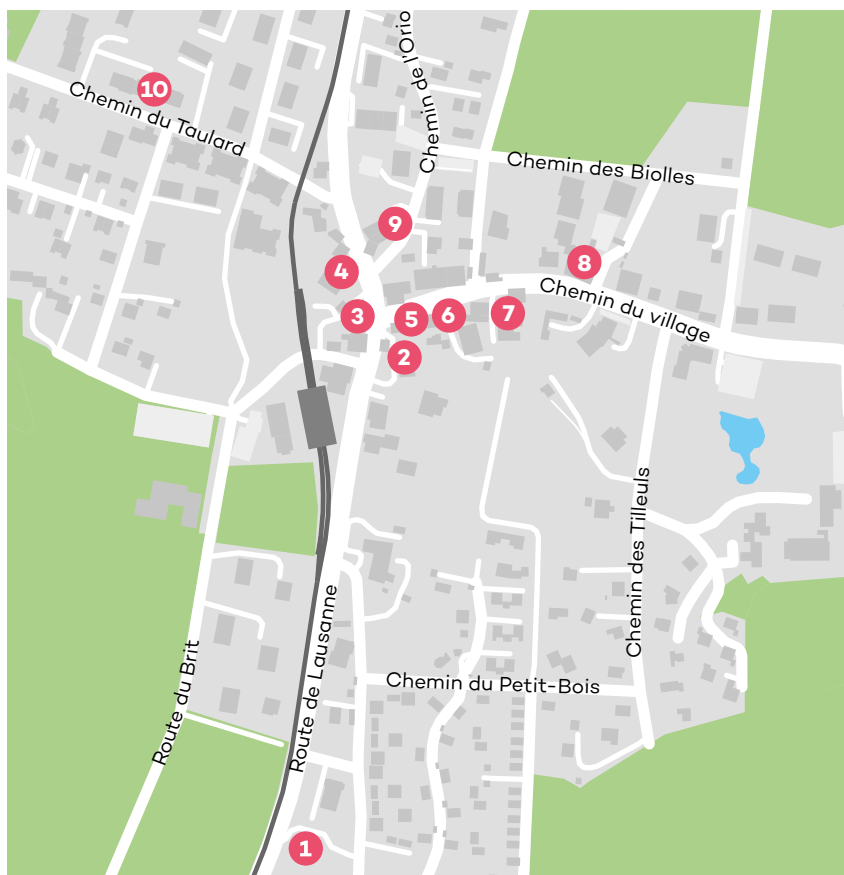 Chemin de l'Orio
10
Chemin du Taulard
Chemin des Biolles
9
8
4
Chemin du village
3
5
6
7
2
Chemin des Tilleuls
Route de Lausanne
Route du Brit
Chemin du Petit-Bois
1